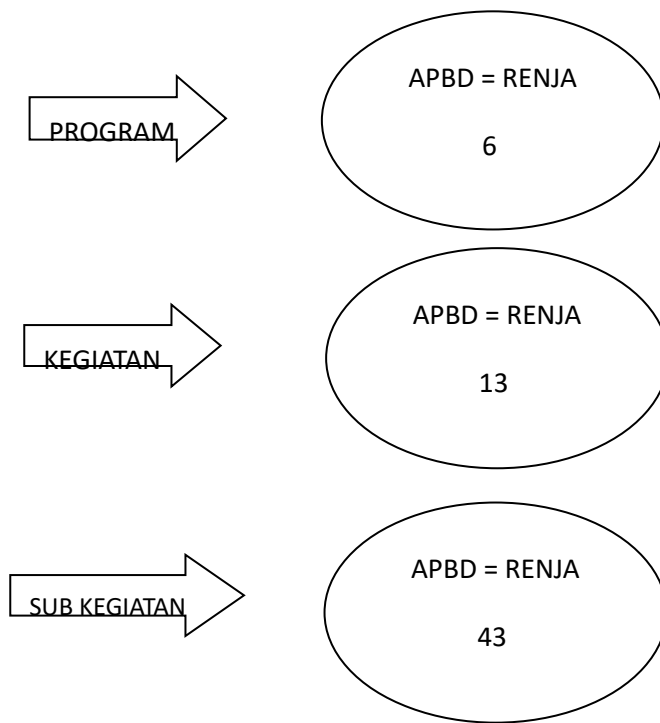 APBD = RENJA
PROGRAM
6
APBD = RENJA
KEGIATAN
13
APBD = RENJA
SUB KEGIATAN
43